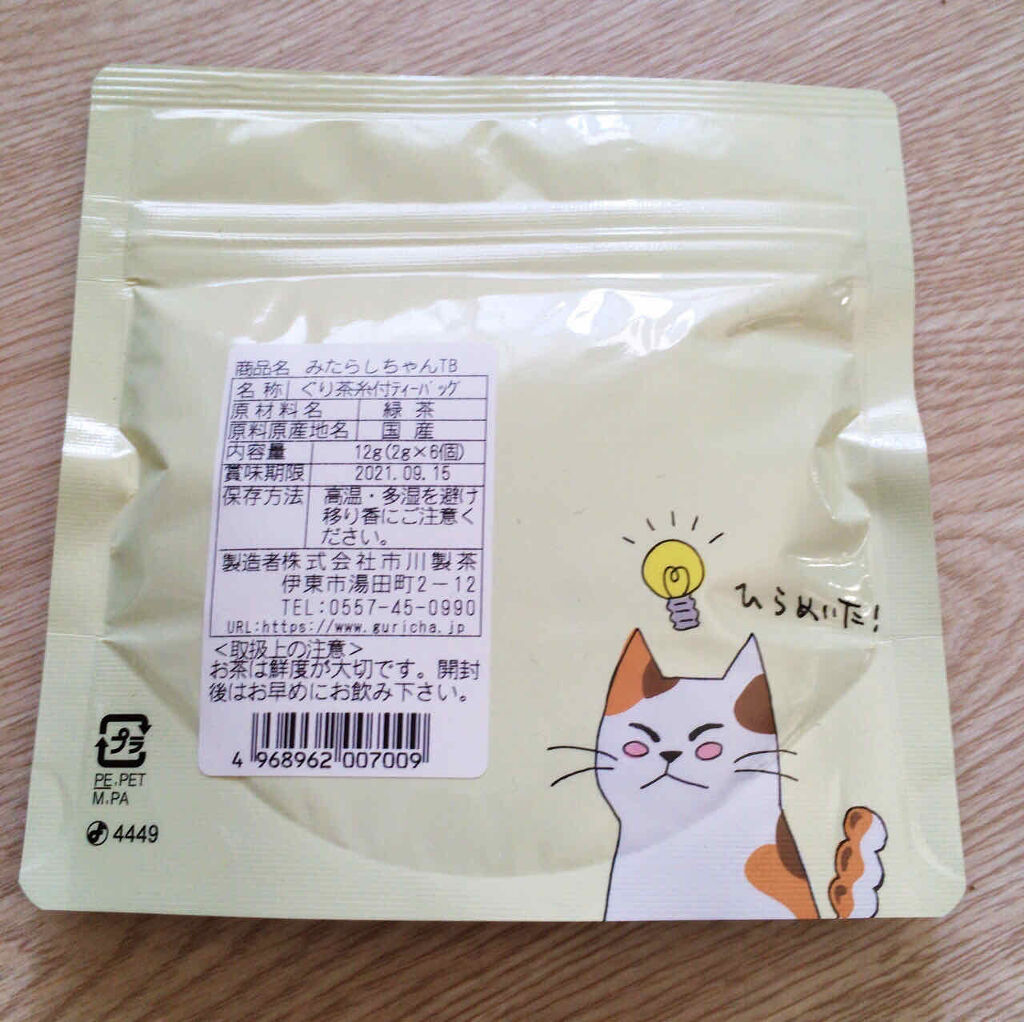 商品名 みたらしちゃんTB
名称 ぐり茶糸付ティーバッグ
原材料名 緑茶
原料原産地名 国産
内容量 12g(2g×6個)
賞味期限 2021.09.15
保存方法 高温・多湿を避け
移り香にご注意く
ださい。
製造者株式会社市川製茶
伊東市湯田町2-12
TEL:0557-45-0990
URL:https://www.guricha.jp
<取扱上の注意>
お茶は鮮度が大切です。開封
後はお早めにお飲み下さい。
4 968962 007009
ひらめいた!
プラ
PE,PET
M,PA
4449